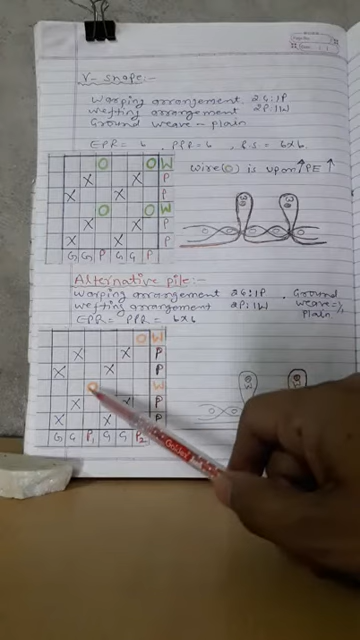 V- shape:-
Warping arrangement 2G:1P
wefting arrangement 2P:1W
Ground weave - plain
EPR = 6 , PPR = 6 , R.S = 6x6.
O O W wire (O) is upon ↑ PE ↑
X X P
X X P
O O W
X X P
X X P
G G P G G P
Alternative pile:-
Warping arrangement 2G:1P . Ground
wefting arrangement 2P:1W weave =
EPR = PPR = 6x6 plain.
O W
X X P
X X P
O W
X P
X X P
G G P1 G G P2